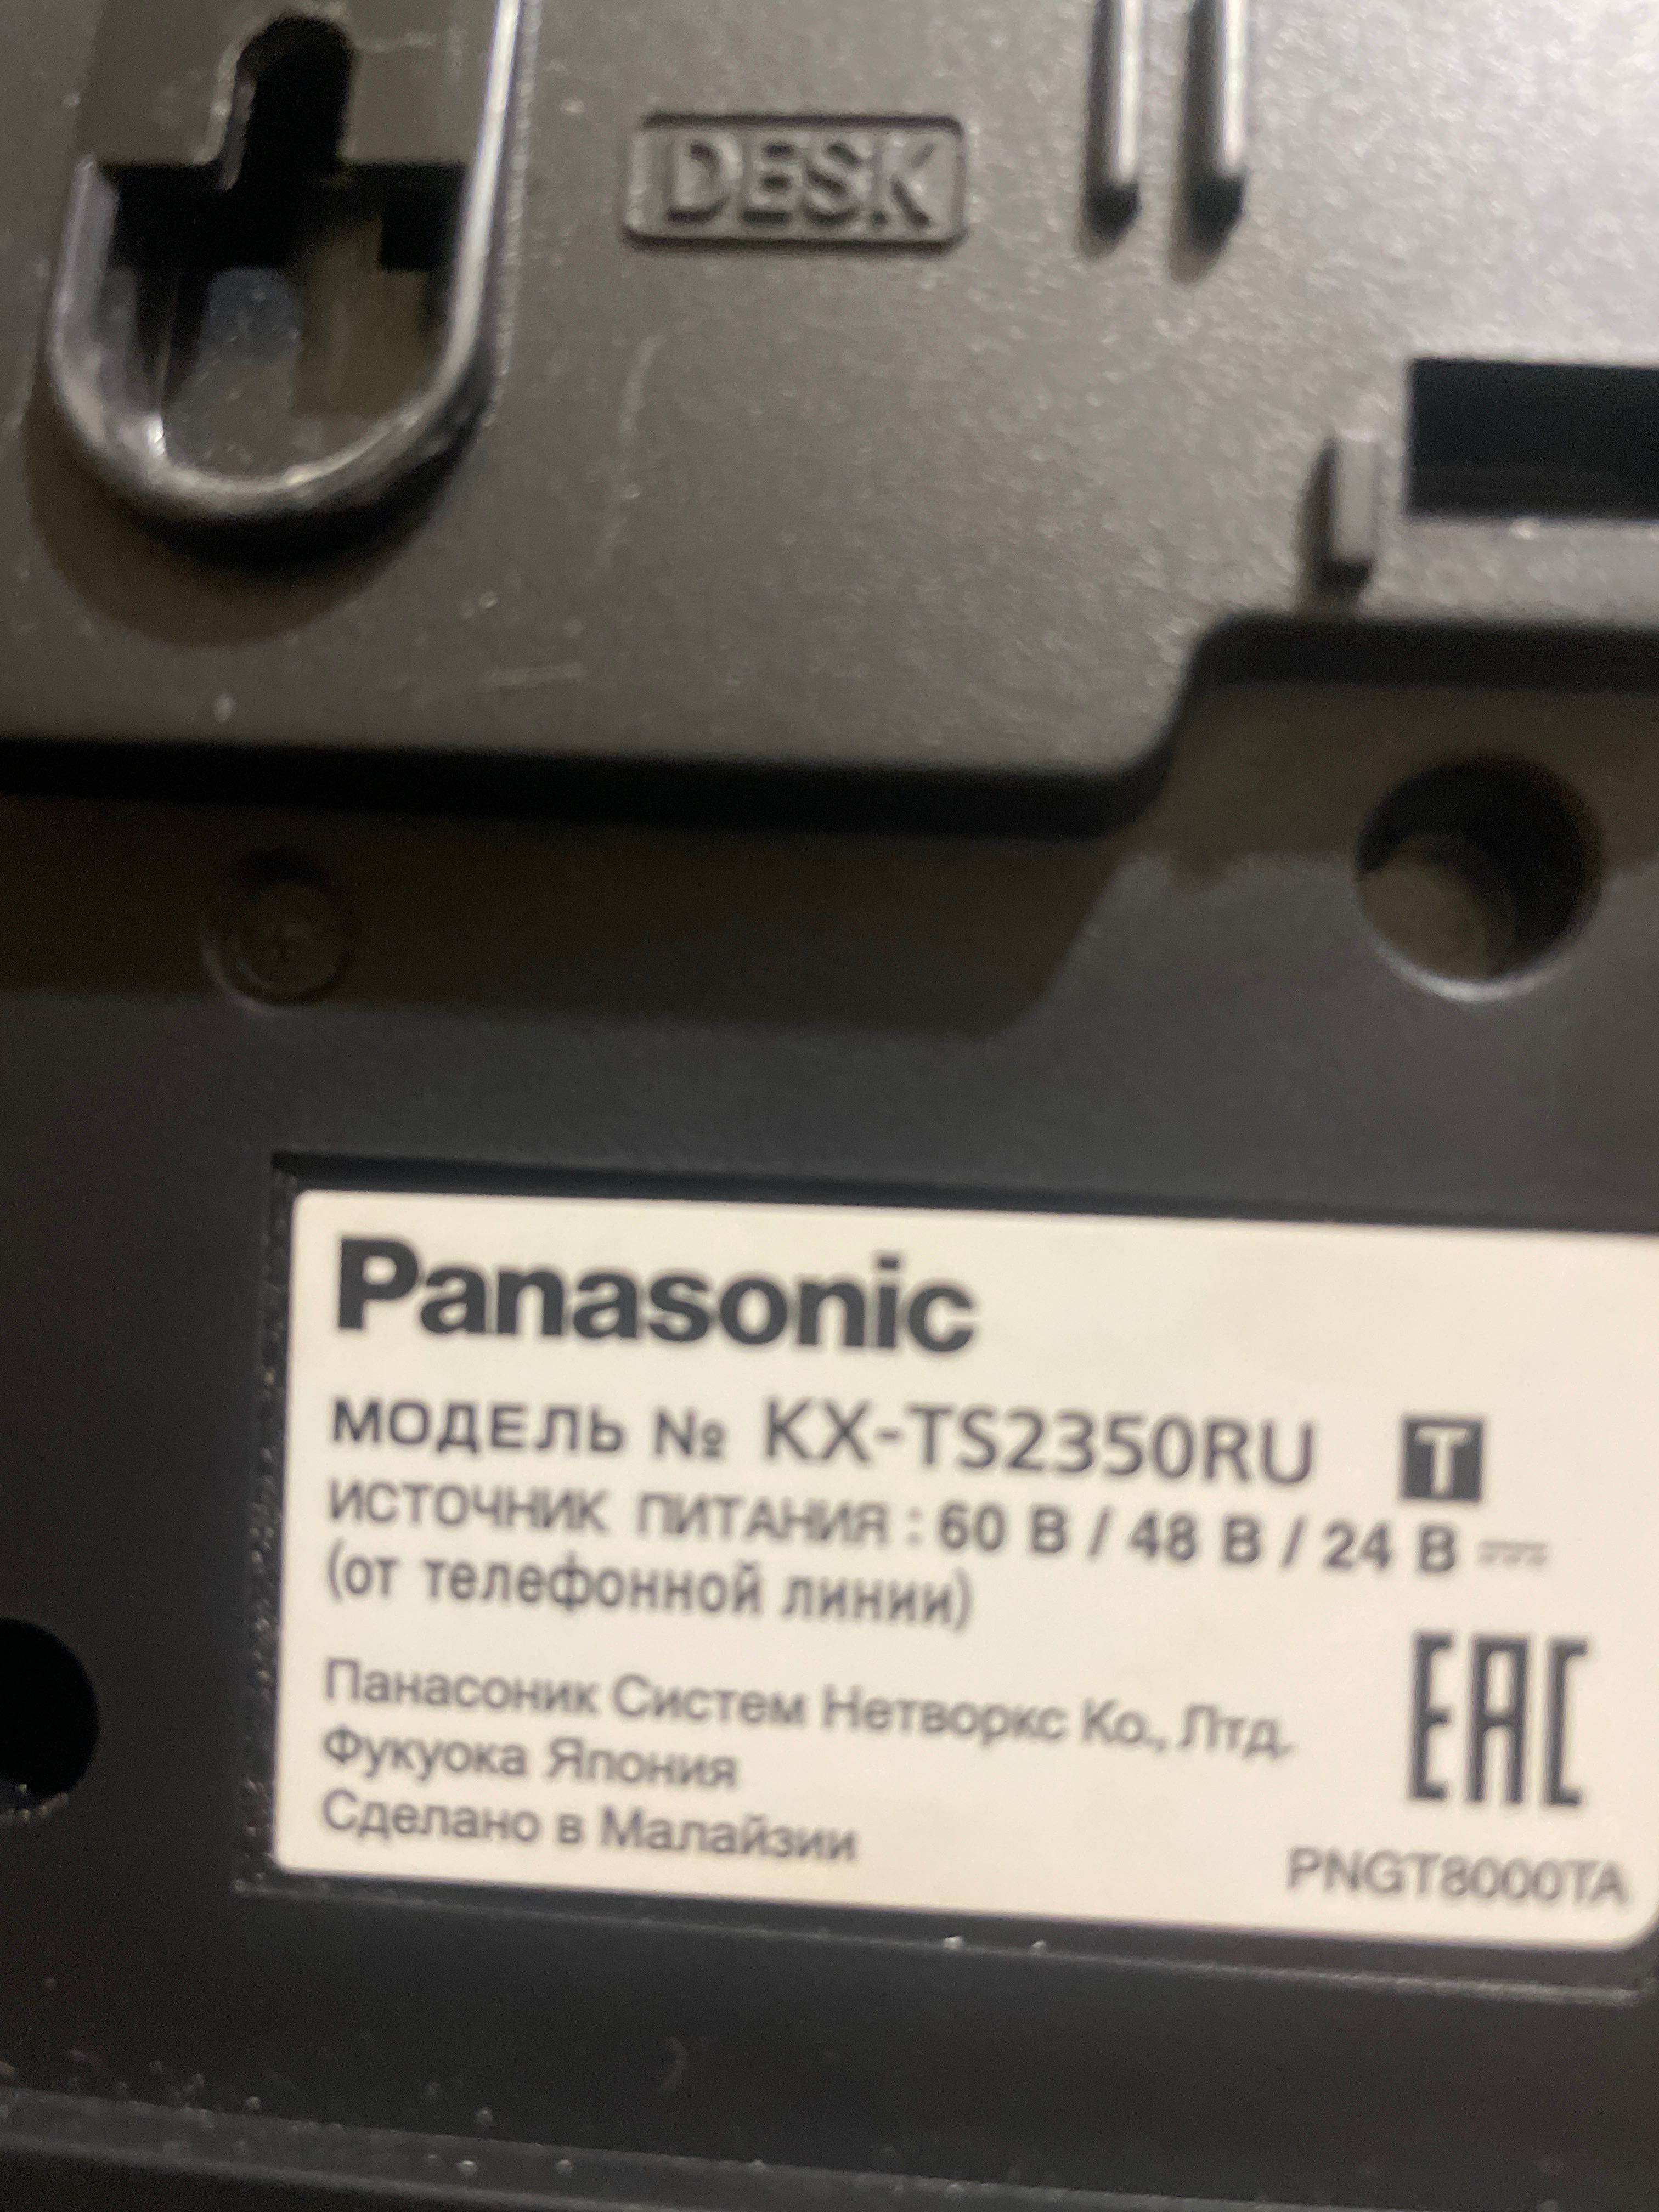 DESK
Panasonic
МОДЕЛЬ № KX-TS2350RU T
ИСТОЧНИК ПИТАНИЯ : 60 В / 48 В / 24 В
(от телефонной линии)
Панасоник Систем Нетворкс Ко., Лтд.
Фукуока Япония
Сделано в Малайзии
EAC
PNGT8000TA